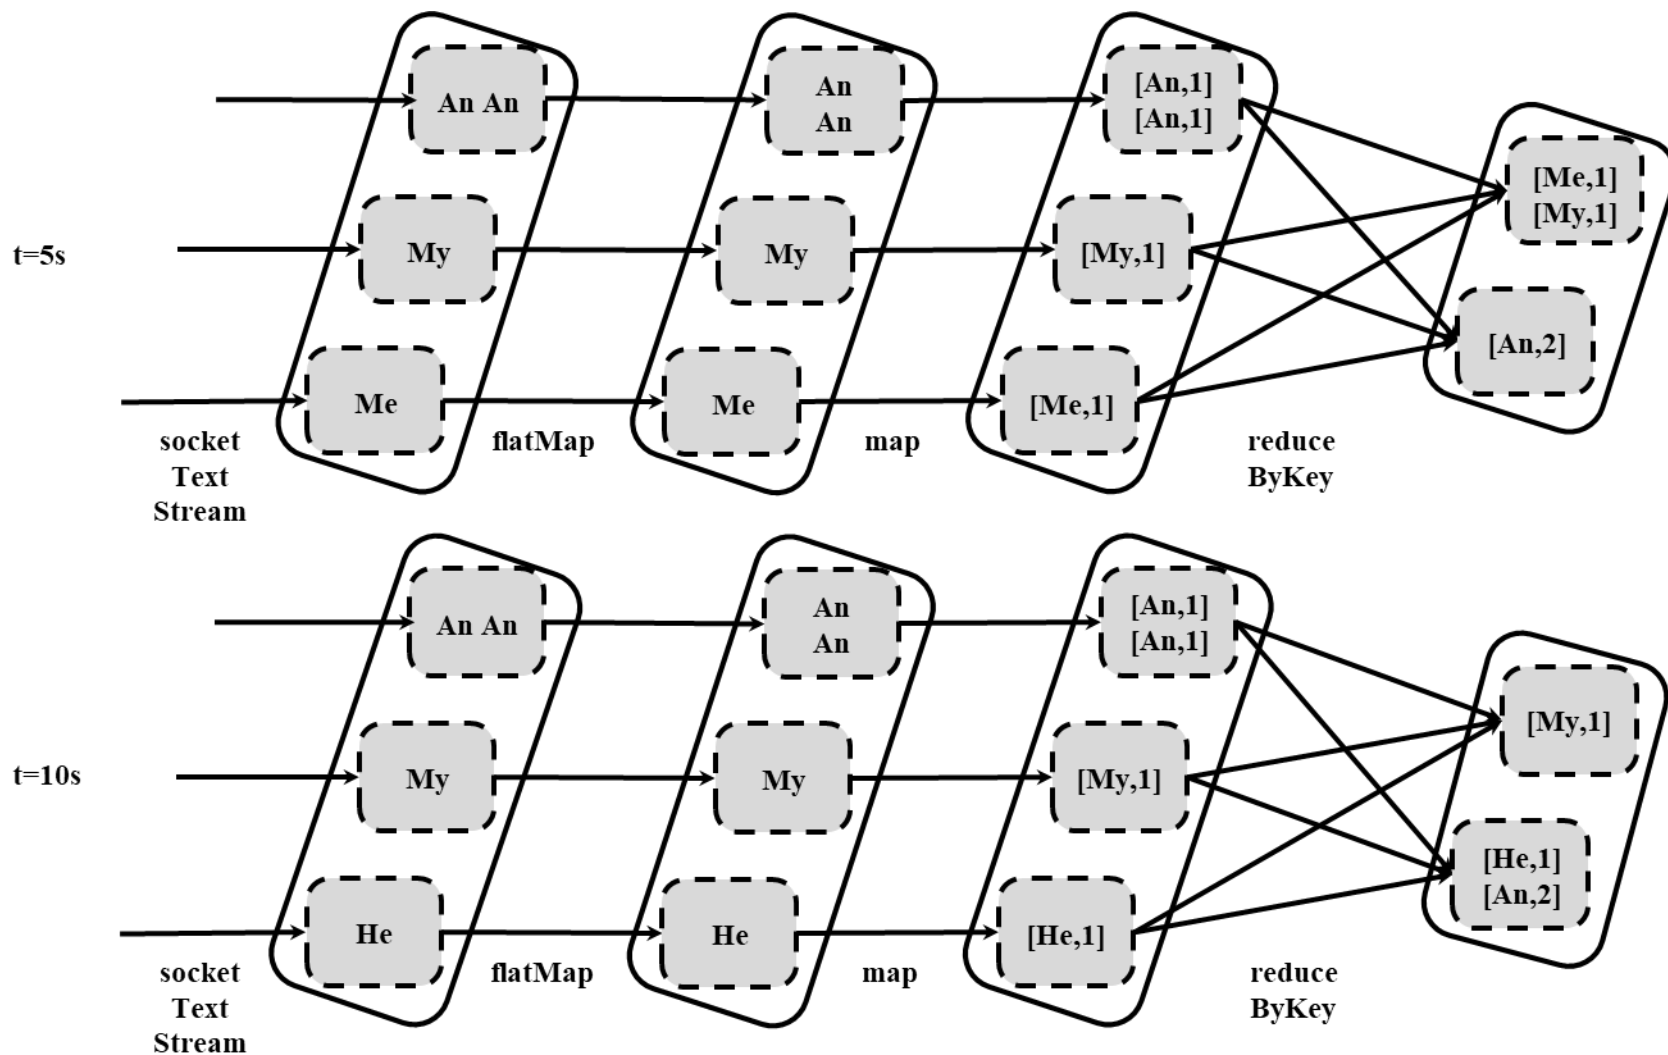 An An
An
An
[An,1]
[An,1]
[Me,1]
[My,1]
t=5s
My
My
[My,1]
[An,2]
Me
Me
[Me,1]
socket
Text
Stream
flatMap
map
reduce
ByKey
An An
An
An
[An,1]
[An,1]
[My,1]
t=10s
My
My
[My,1]
[He,1]
[An,2]
He
He
[He,1]
socket
Text
Stream
flatMap
map
reduce
ByKey